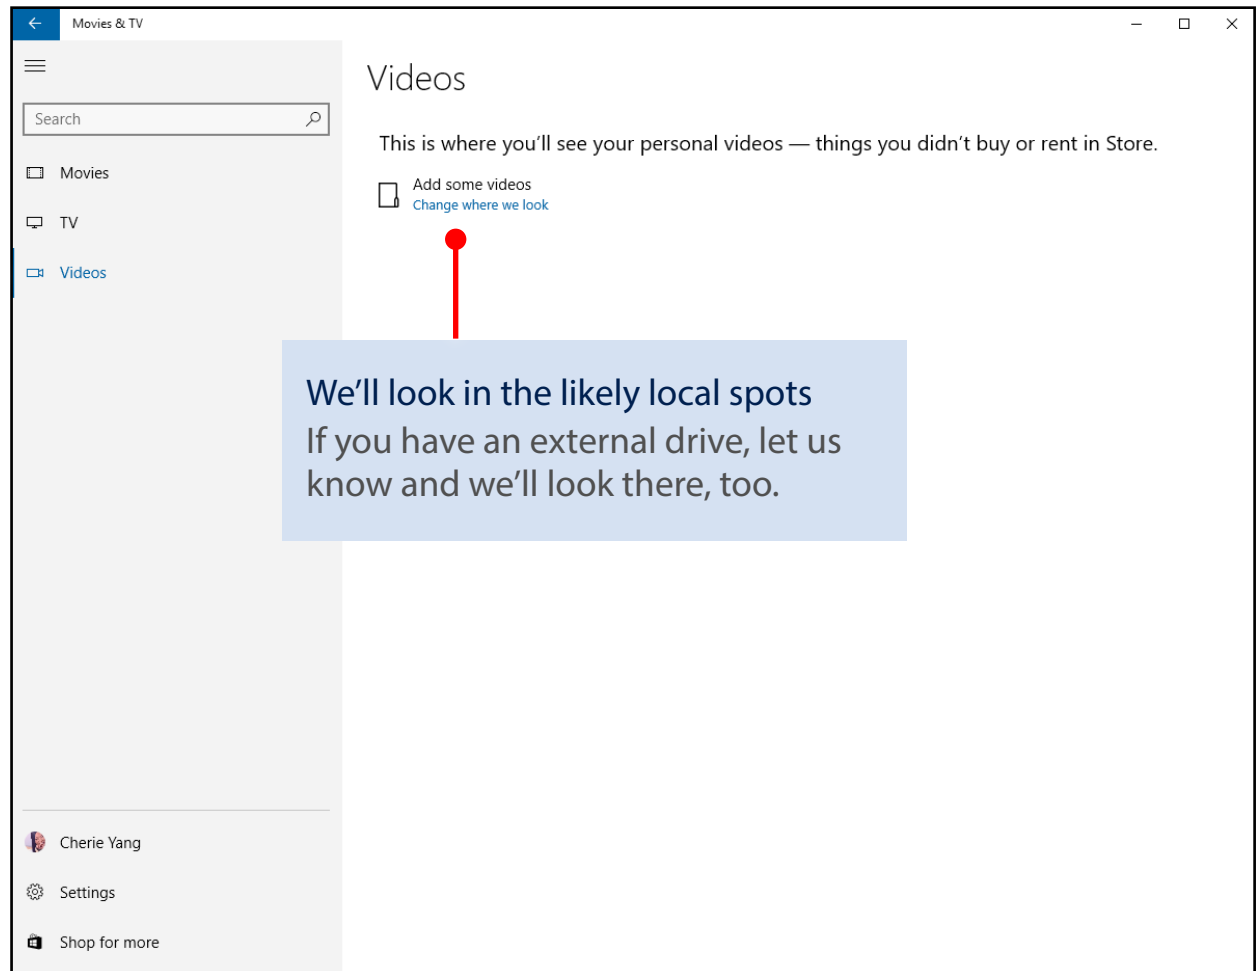 Movies & TV
Search
Movies
TV
Videos
Cherie Yang
Settings
Shop for more
Videos
This is where you’ll see your personal videos — things you didn’t buy or rent in Store.
Add some videos
Change where we look
We’ll look in the likely local spots
If you have an external drive, let us
know and we’ll look there, too.